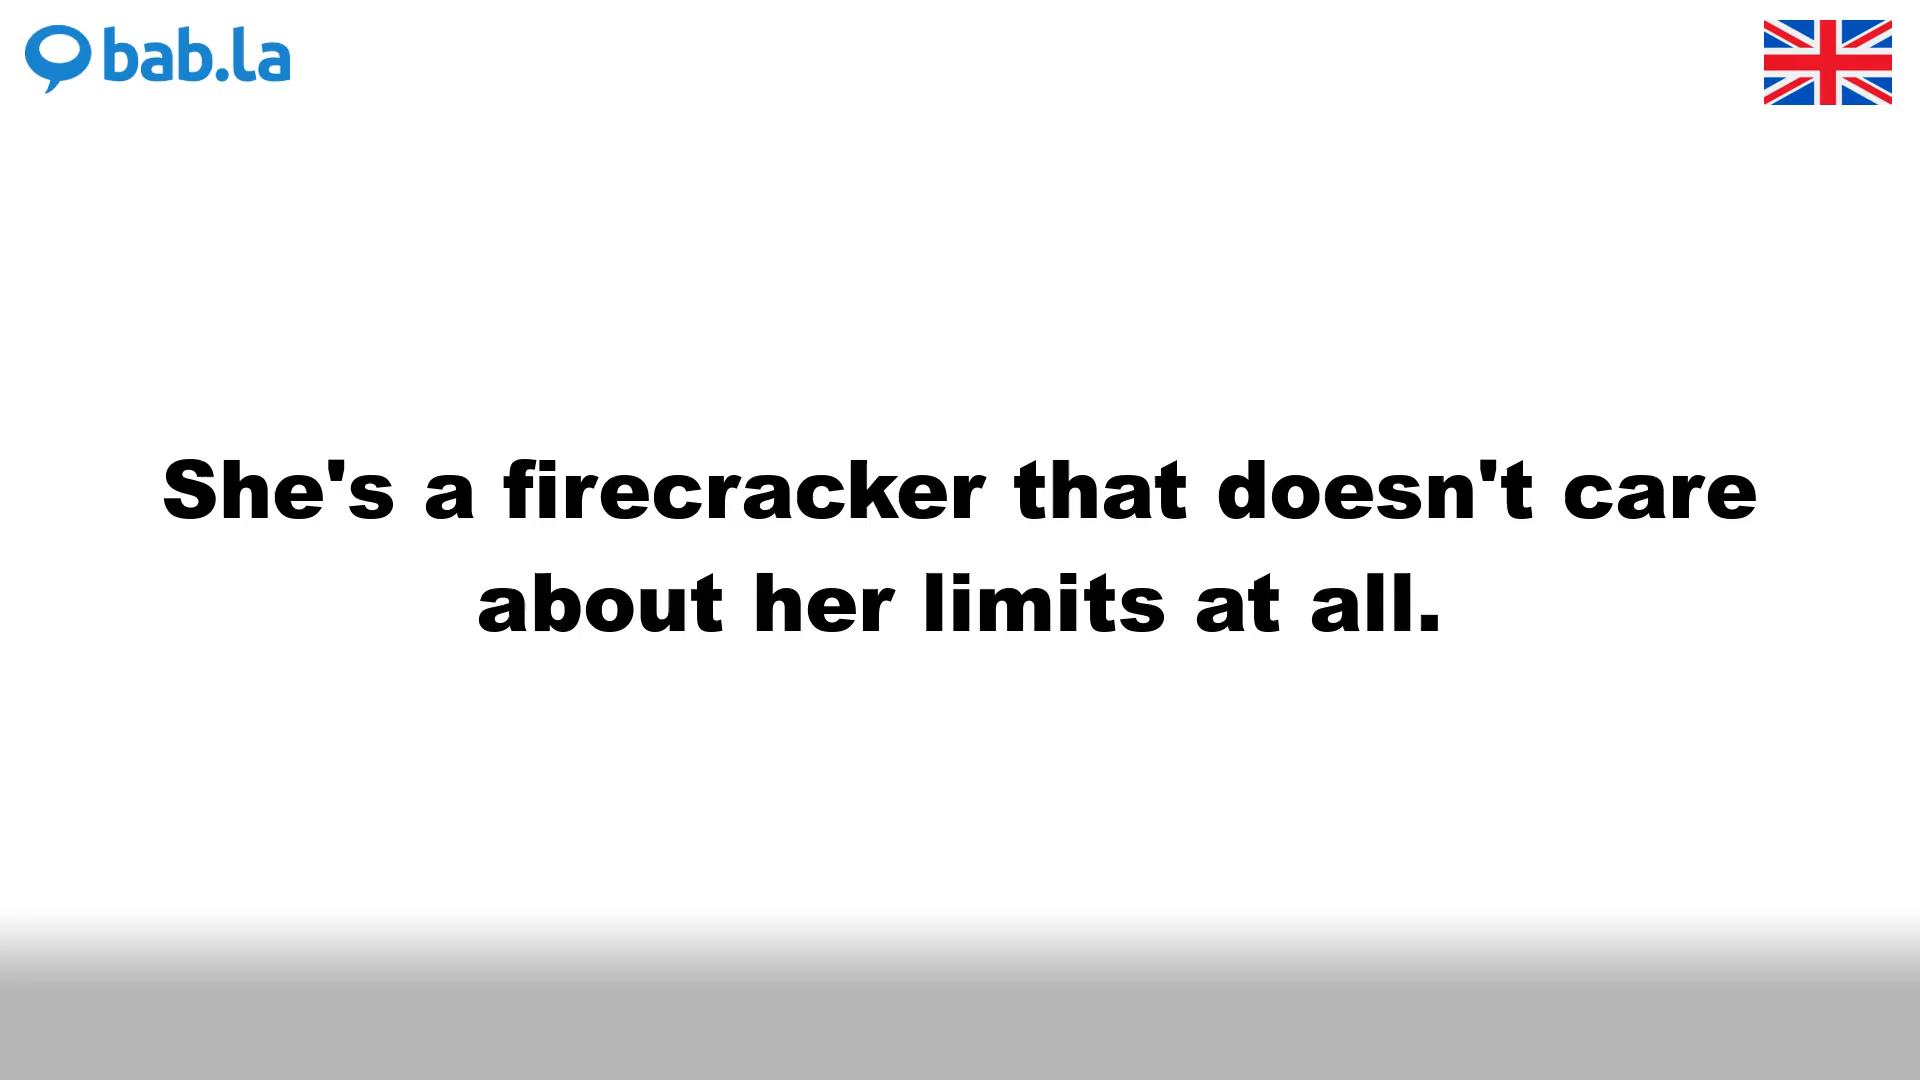 bab.la
She's a firecracker that doesn't care
about her limits at all.